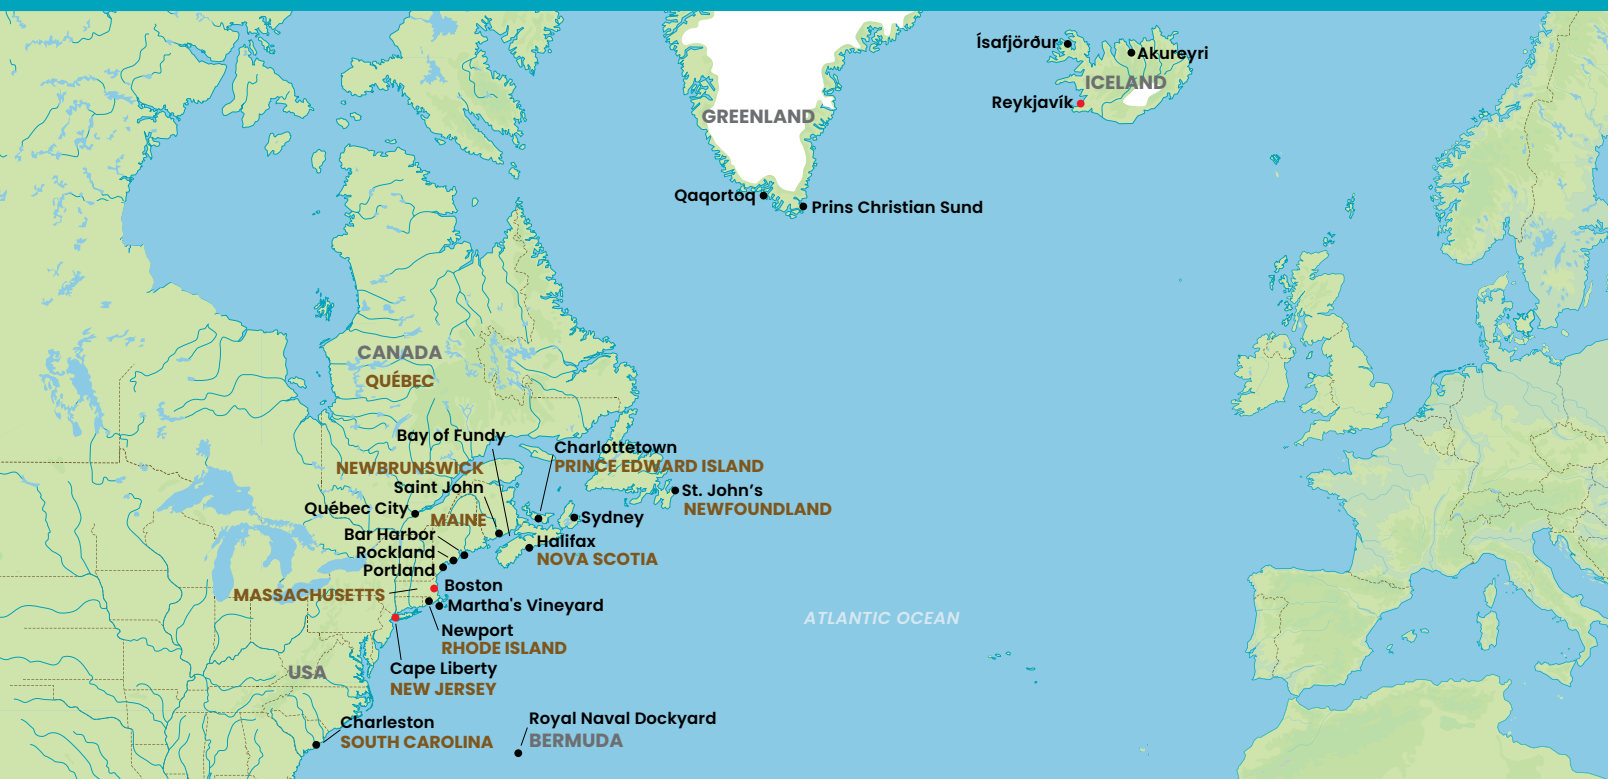 Ísafjörður
Akureyri
ICELAND
Reykjavík
GREENLAND
Qaqortoq
Prins Christian Sund
CANADA
QUÉBEC
Bay of Fundy
Charlottetown
PRINCE EDWARD ISLAND
NEWBRUNSWICK
Saint John
St. John’s
NEWFOUNDLAND
Québec City
MAINE
Sydney
Bar Harbor
Halifax
Rockland
NOVA SCOTIA
Portland
Boston
MASSACHUSETTS
Martha's Vineyard
ATLANTIC OCEAN
Newport
RHODE ISLAND
USA
Cape Liberty
NEW JERSEY
Charleston
SOUTH CAROLINA
Royal Naval Dockyard
BERMUDA